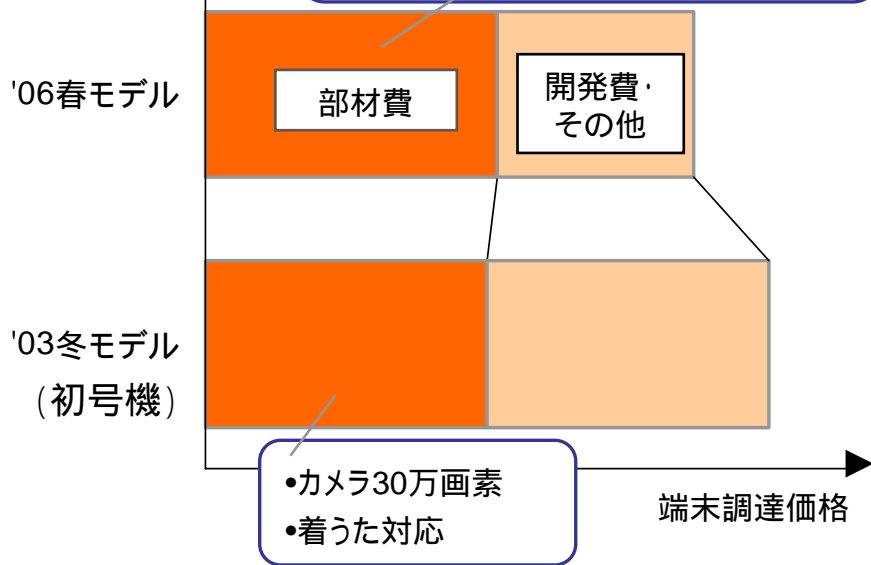 '06春モデル
部材費
開発費・
その他
'03冬モデル
(初号機)
•カメラ30万画素
•着うた対応
端末調達価格